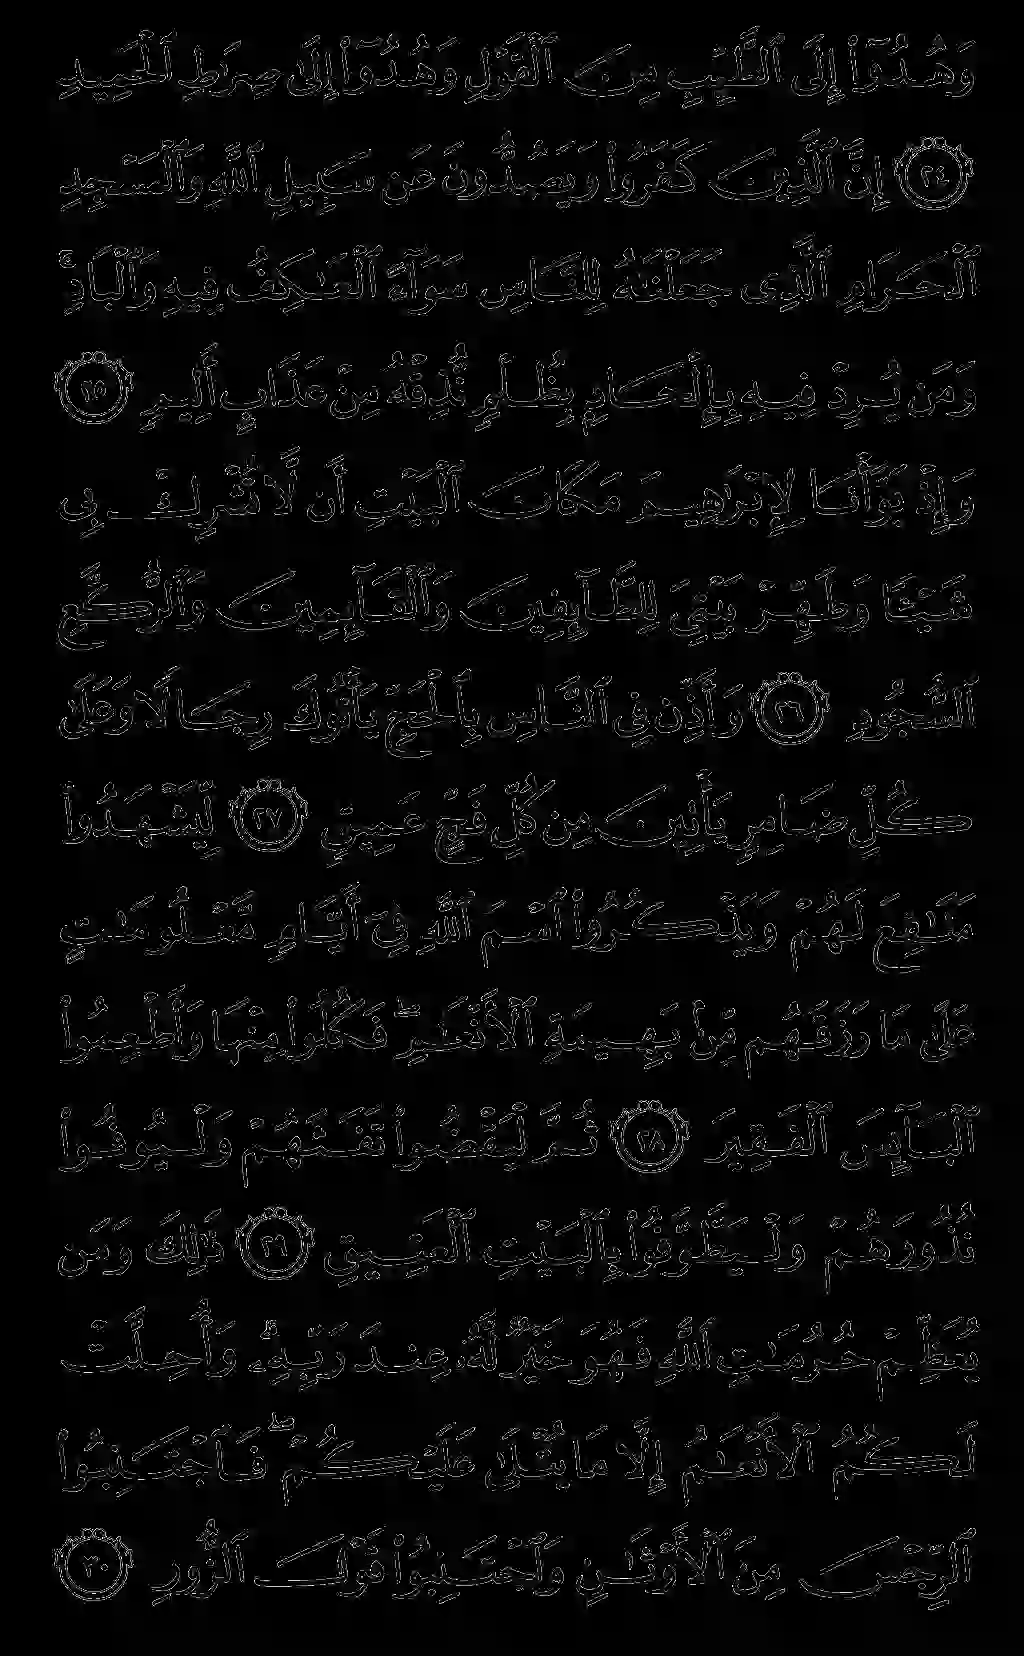 وَهُدُوٓا۟ إِلَى ٱلطَّيِّبِ مِنَ ٱلْقَوْلِ وَهُدُوٓا۟ إِلَىٰ صِرَٰطِ ٱلْحَمِيدِ
٢٤ إِنَّ ٱلَّذِينَ كَفَرُوا۟ وَيَصُدُّونَ عَن سَبِيلِ ٱللَّهِ وَٱلْمَسْجِدِ
ٱلْحَرَامِ ٱلَّذِى جَعَلْنَٰهُ لِلنَّاسِ سَوَآءً ٱلْعَٰكِفُ فِيهِ وَٱلْبَادِ ۚ
وَمَن يُرِدْ فِيهِ بِإِلْحَادٍۭ بِظُلْمٍ نُّذِقْهُ مِنْ عَذَابٍ أَلِيمٍ ٢٥
وَإِذْ بَوَّأْنَا لِإِبْرَٰهِيمَ مَكَانَ ٱلْبَيْتِ أَن لَّا تُشْرِكْ بِى
شَيْـًٔا وَطَهِّرْ بَيْتِىَ لِلطَّآئِفِينَ وَٱلْقَآئِمِينَ وَٱلرُّكَّعِ
ٱلسُّجُودِ ٢٦ وَأَذِّن فِى ٱلنَّاسِ بِٱلْحَجِّ يَأْتُوكَ رِجَالًا وَعَلَىٰ
كُلِّ ضَامِرٍ يَأْتِينَ مِن كُلِّ فَجٍّ عَمِيقٍ ٢٧ لِّيَشْهَدُوا۟
مَنَٰفِعَ لَهُمْ وَيَذْكُرُوا۟ ٱسْمَ ٱللَّهِ فِىٓ أَيَّامٍ مَّعْلُومَٰتٍ
عَلَىٰ مَا رَزَقَهُم مِّنۢ بَهِيمَةِ ٱلْأَنْعَٰمِ ۖ فَكُلُوا۟ مِنْهَا وَأَطْعِمُوا۟
ٱلْبَآئِسَ ٱلْفَقِيرَ ٢٨ ثُمَّ لْيَقْضُوا۟ تَفَثَهُمْ وَلْيُوفُوا۟
نُذُورَهُمْ وَلْيَطَّوَّفُوا۟ بِٱلْبَيْتِ ٱلْعَتِيقِ ٢٩ ذَٰلِكَ وَمَن
يُعَظِّمْ حُرُمَٰتِ ٱللَّهِ فَهُوَ خَيْرٌ لَّهُۥ عِندَ رَبِّهِۦ ۗ وَأُحِلَّتْ
لَكُمُ ٱلْأَنْعَٰمُ إِلَّا مَا يُتْلَىٰ عَلَيْكُمْ ۖ فَٱجْتَنِبُوا۟
ٱلرِّجْسَ مِنَ ٱلْأَوْثَٰنِ وَٱجْتَنِبُوا۟ قَوْلَ ٱلزُّورِ ٣٠